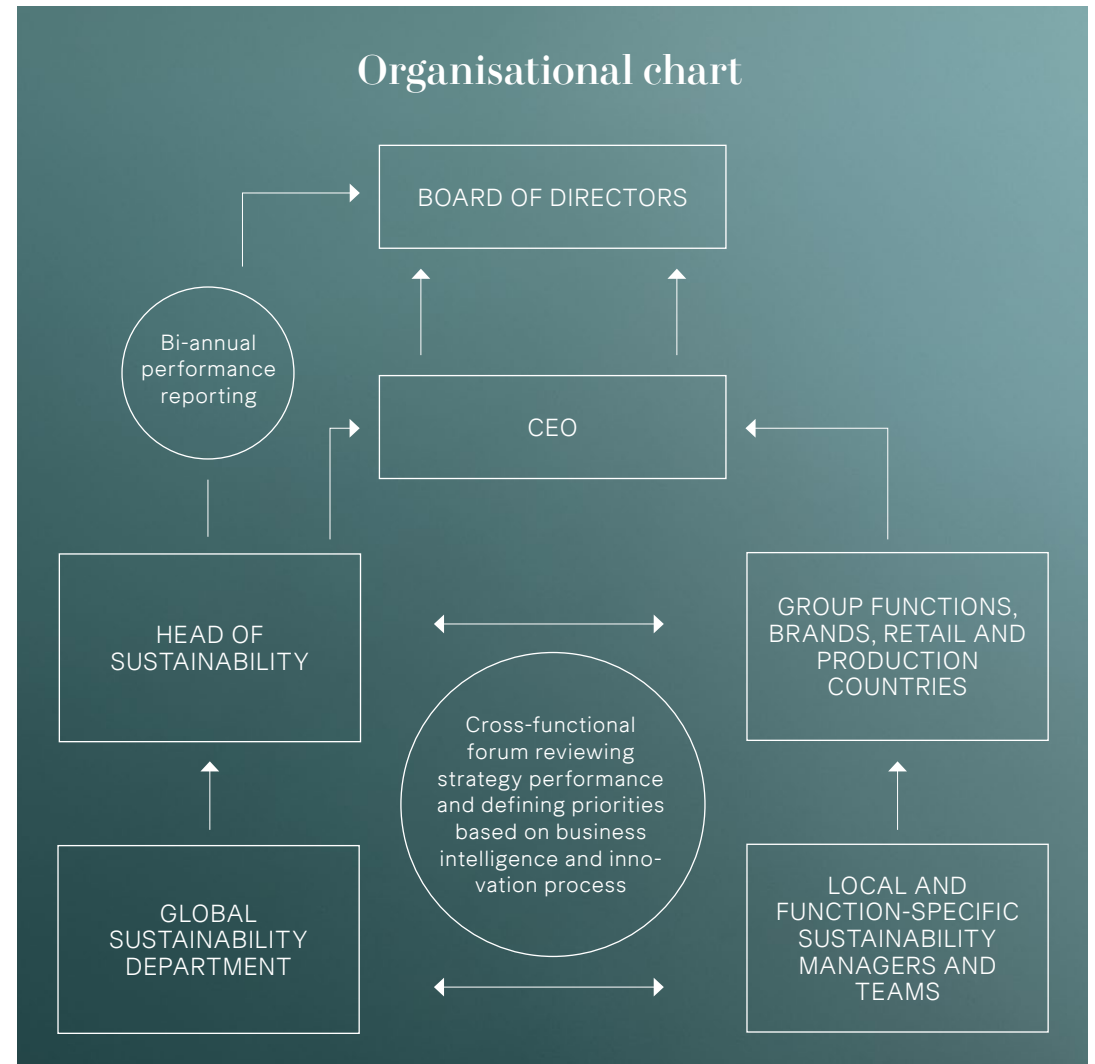 Organisational chart
BOARD OF DIRECTORS
Bi-annual
performance
reporting
CEO
HEAD OF
SUSTAINABILITY
GROUP FUNCTIONS,
BRANDS, RETAIL AND
PRODUCTION
COUNTRIES
Cross-functional
forum reviewing
strategy performance
and defining priorities
based on business
intelligence and inno-
vation process
GLOBAL
SUSTAINABILITY
DEPARTMENT
LOCAL AND
FUNCTION-SPECIFIC
SUSTAINABILITY
MANAGERS AND
TEAMS